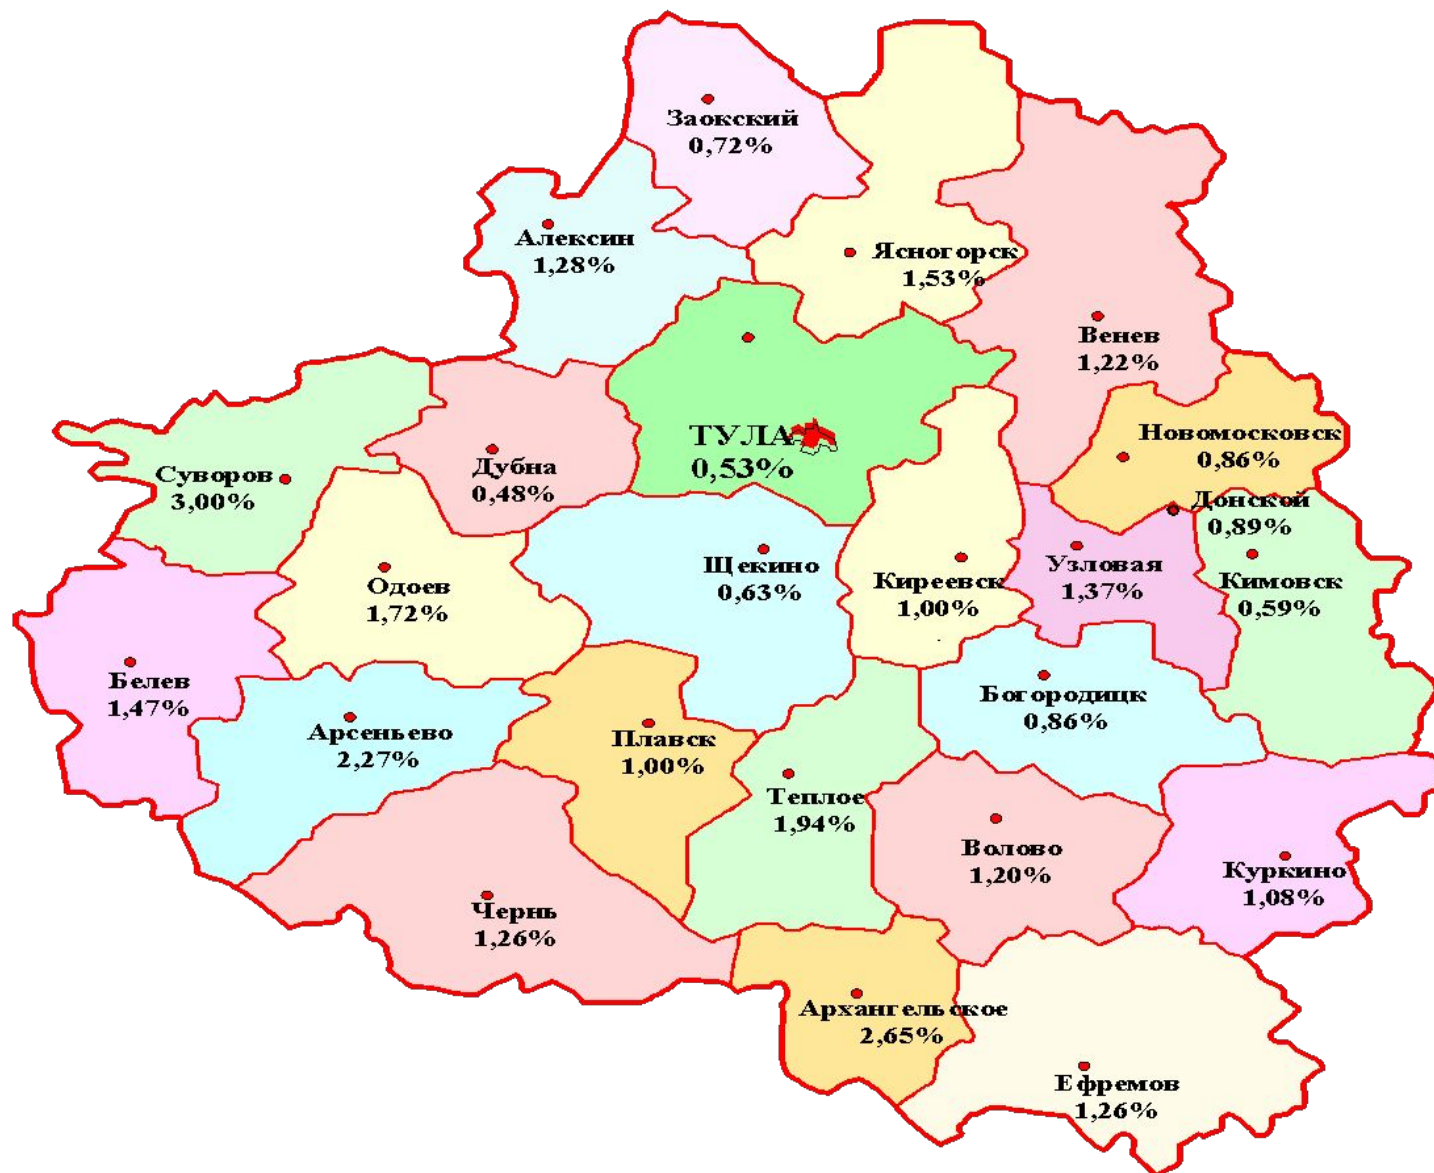 Заокский
0,72%
Алексин
1,28%
Ясногорск
1,53%
Венев
1,22%
ТУЛА
0,53%
Новомосковск
0,86%
Суворов
3,00%
Дубна
0,48%
Донской
0,89%
Одоев
1,72%
Щекино
0,63%
Киреевск
1,00%
Узловая
1,37%
Кимовск
0,59%
Белев
1,47%
Арсеньево
2,27%
Плавск
1,00%
Богородицк
0,86%
Теплое
1,94%
Волово
1,20%
Куркино
1,08%
Чернь
1,26%
Архангельское
2,65%
Ефремов
1,26%